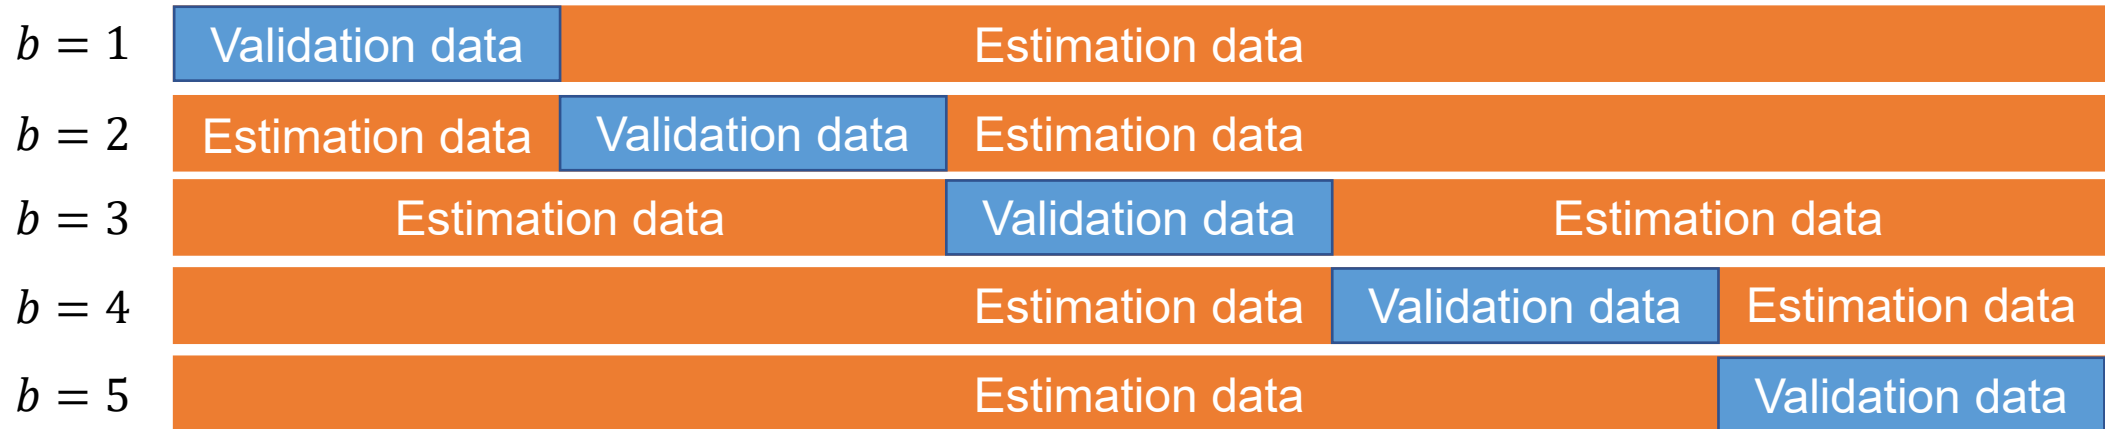 b = 1 Validation data Estimation data
b = 2 Estimation data Validation data Estimation data
b = 3 Estimation data Validation data Estimation data
b = 4 Estimation data Validation data Estimation data
b = 5 Estimation data Validation data